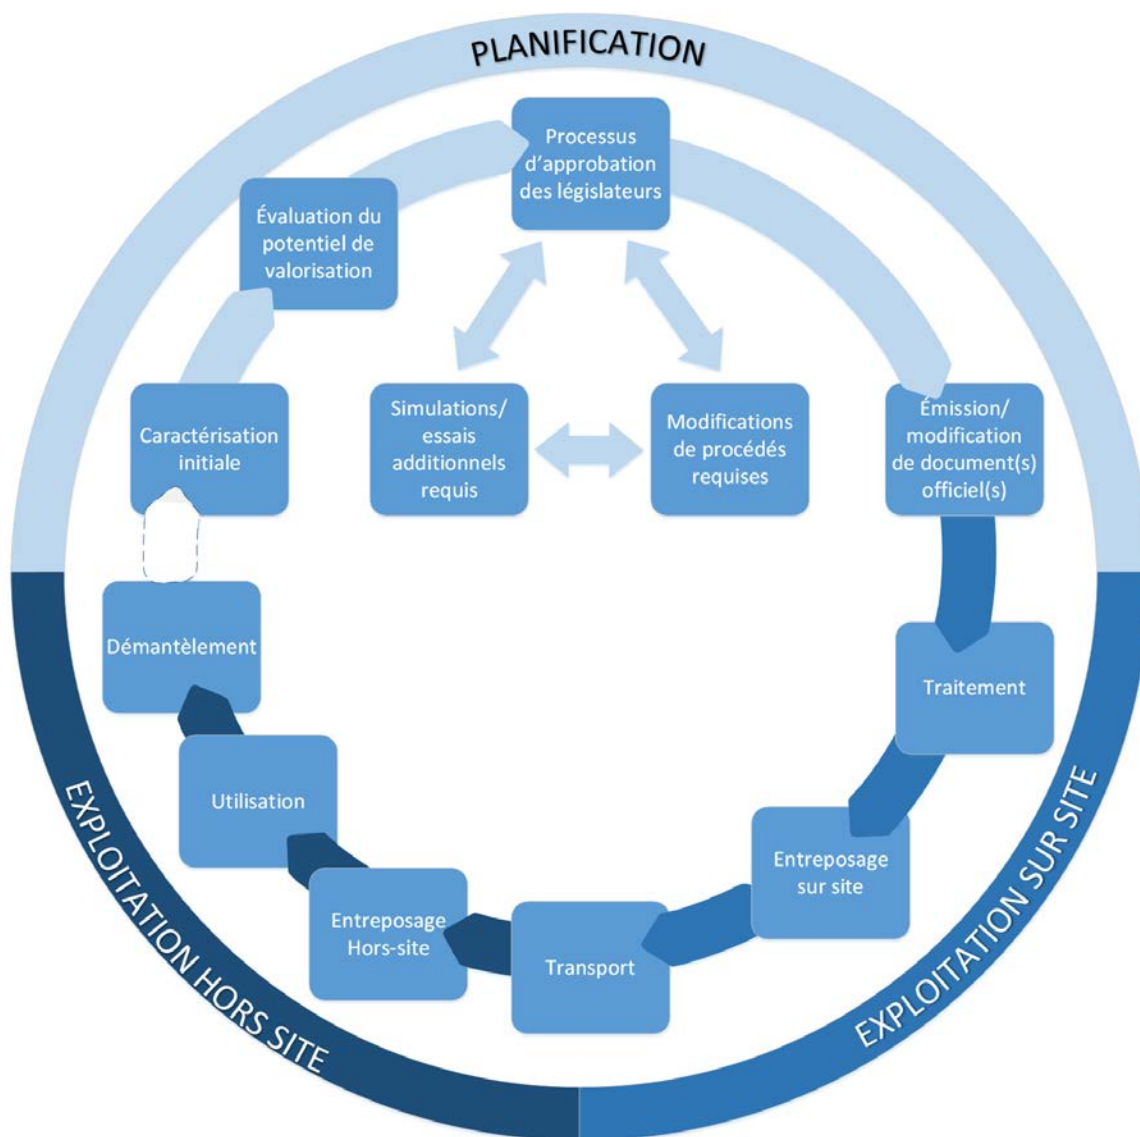 PLANIFICATION
Processus
d'approbation
des législateurs
Évaluation du
potentiel de
valorisation
Caractérisation
initiale
Simulations/
essais
additionnels
requis
Modifications
de procédés
requises
Émission/
modification
de document(s)
officiel(s)
Démantèlement
Traitement
Utilisation
Entreposage
sur site
Entreposage
Hors-site
Transport
EXPLOITATION HORS SITE
EXPLOITATION SUR SITE